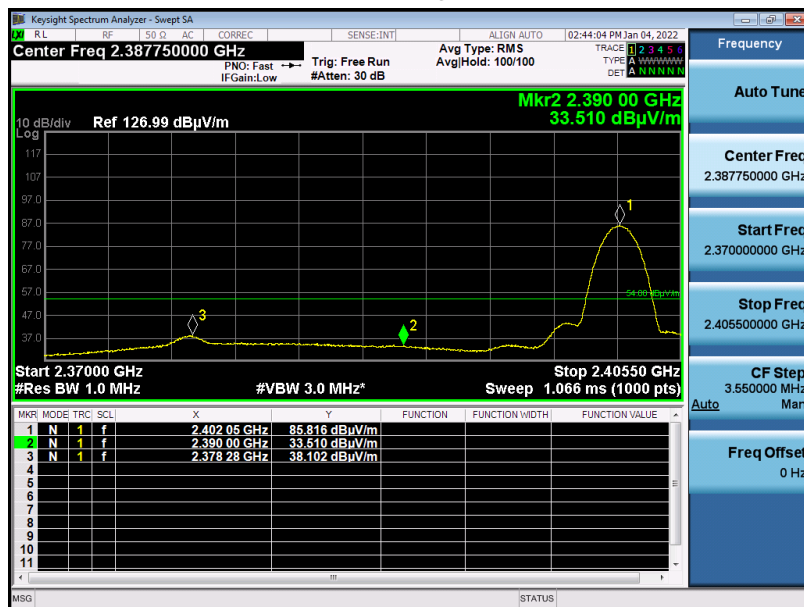 Keysight Spectrum Analyzer - Swept SA
LXI RL RF 50 Ω AC CORREC SENSE:INT ALIGN AUTO 02:44:04 PM Jan 04, 2022
Center Freq 2.387750000 GHz
PNO: Fast
IFGain:Low
Trig: Free Run
#Atten: 30 dB
Avg Type: RMS
Avg|Hold: 100/100
TRACE 1 2 3 4 5 6
TYPE A WWWWW
DET A N N N N N
Frequency
Mkr2 2.390 00 GHz
33.510 dBµV/m
10 dB/div
Log
Ref 126.99 dBµV/m
117
107
97.0
87.0
77.0
67.0
57.0
47.0
37.0
1
54.00 dBµV/m
3
2
Start 2.37000 GHz
Stop 2.40550 GHz
#Res BW 1.0 MHz
#VBW 3.0 MHz*
Sweep 1.066 ms (1000 pts)
MKR MODE TRC SCL X Y FUNCTION FUNCTION WIDTH FUNCTION VALUE
1 N 1 f 2.402 05 GHz 85.816 dBµV/m
2 N 1 f 2.390 00 GHz 33.510 dBµV/m
3 N 1 f 2.378 28 GHz 38.102 dBµV/m
4
5
6
7
8
9
10
11
MSG
STATUS
Auto Tune
Center Freq
2.387750000 GHz
Start Freq
2.370000000 GHz
Stop Freq
2.405500000 GHz
CF Step
3.550000 MHz
Auto Man
Freq Offset
0 Hz